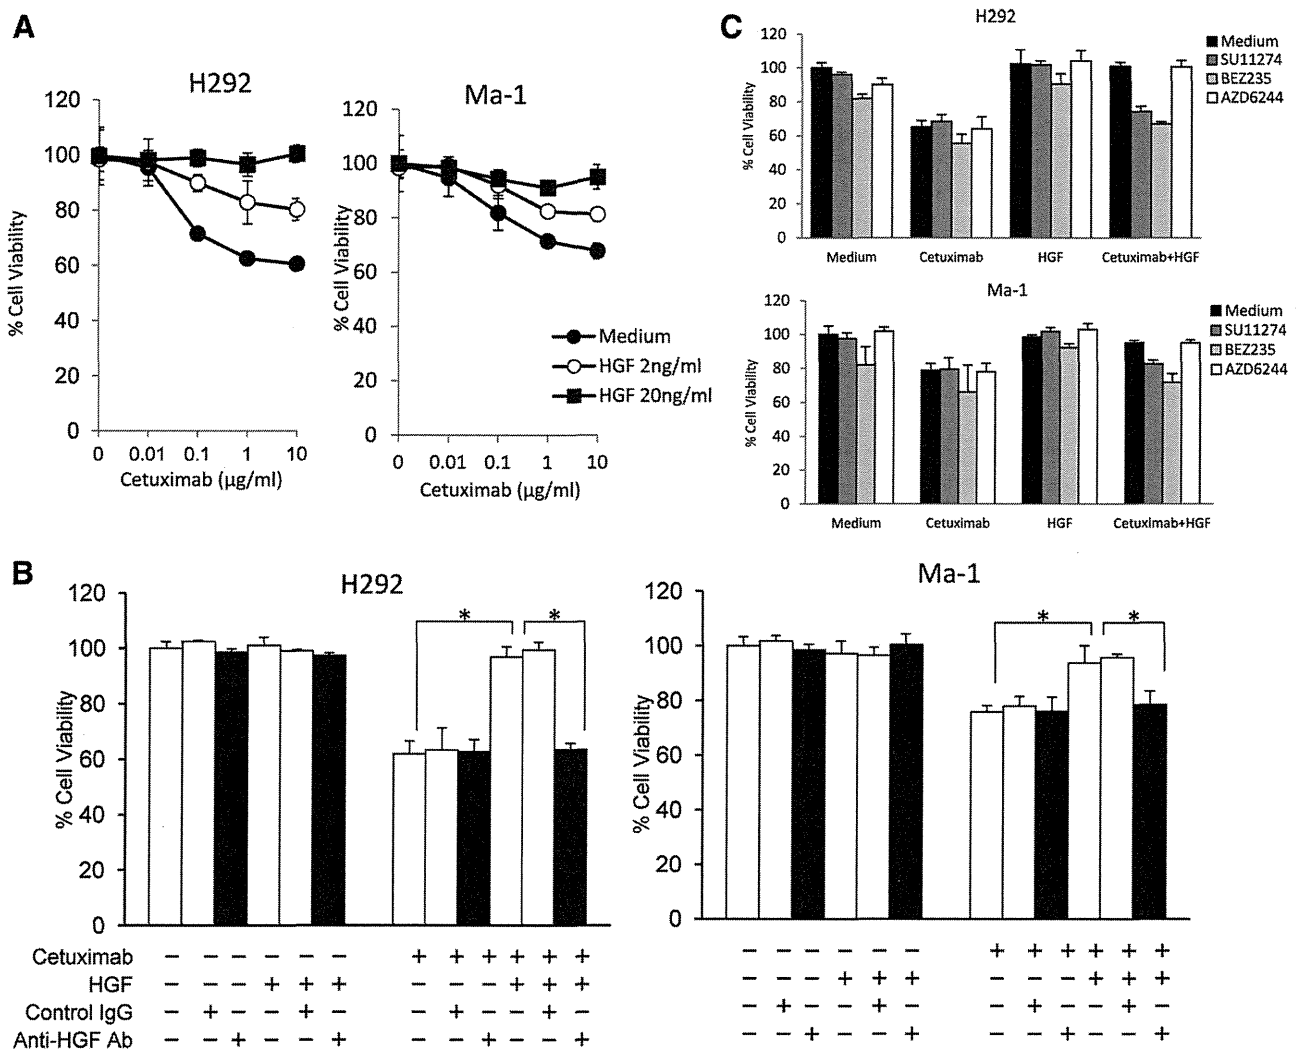 A
H292
120
100
80
60
40
20
0
% Cell Viability
0 0.01 0.1 1 10
Cetuximab (µg/ml)
Ma-1
120
100
80
60
40
20
0
% Cell Viability
0 0.01 0.1 1 10
Cetuximab (µg/ml)
Medium
HGF 2ng/ml
HGF 20ng/ml
C
H292
120
100
80
60
40
20
0
% Cell Viability
Medium Cetuximab HGF Cetuximab+HGF
Medium
SU11274
BEZ235
AZD6244
Ma-1
120
100
80
60
40
20
0
% Cell Viability
Medium Cetuximab HGF Cetuximab+HGF
Medium
SU11274
BEZ235
AZD6244
B
H292
120
100
80
60
40
20
0
% Cell Viability
* *
Ma-1
120
100
80
60
40
20
0
% Cell Viability
* *
Cetuximab − − − − − − + + + + + + − − − − − − + + + + + +
HGF − − − + + + − − − + + + − − − + + + − − − + + +
Control IgG − + − − + − − + − − + − − + − − + − − + − − + −
Anti-HGF Ab − − + − − + − − + − − + − − + − − + − − + − − +